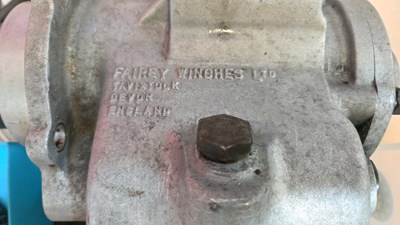 FAIREY WINCHES LTD
TAVISTOCK
DEVON
ENGLAND